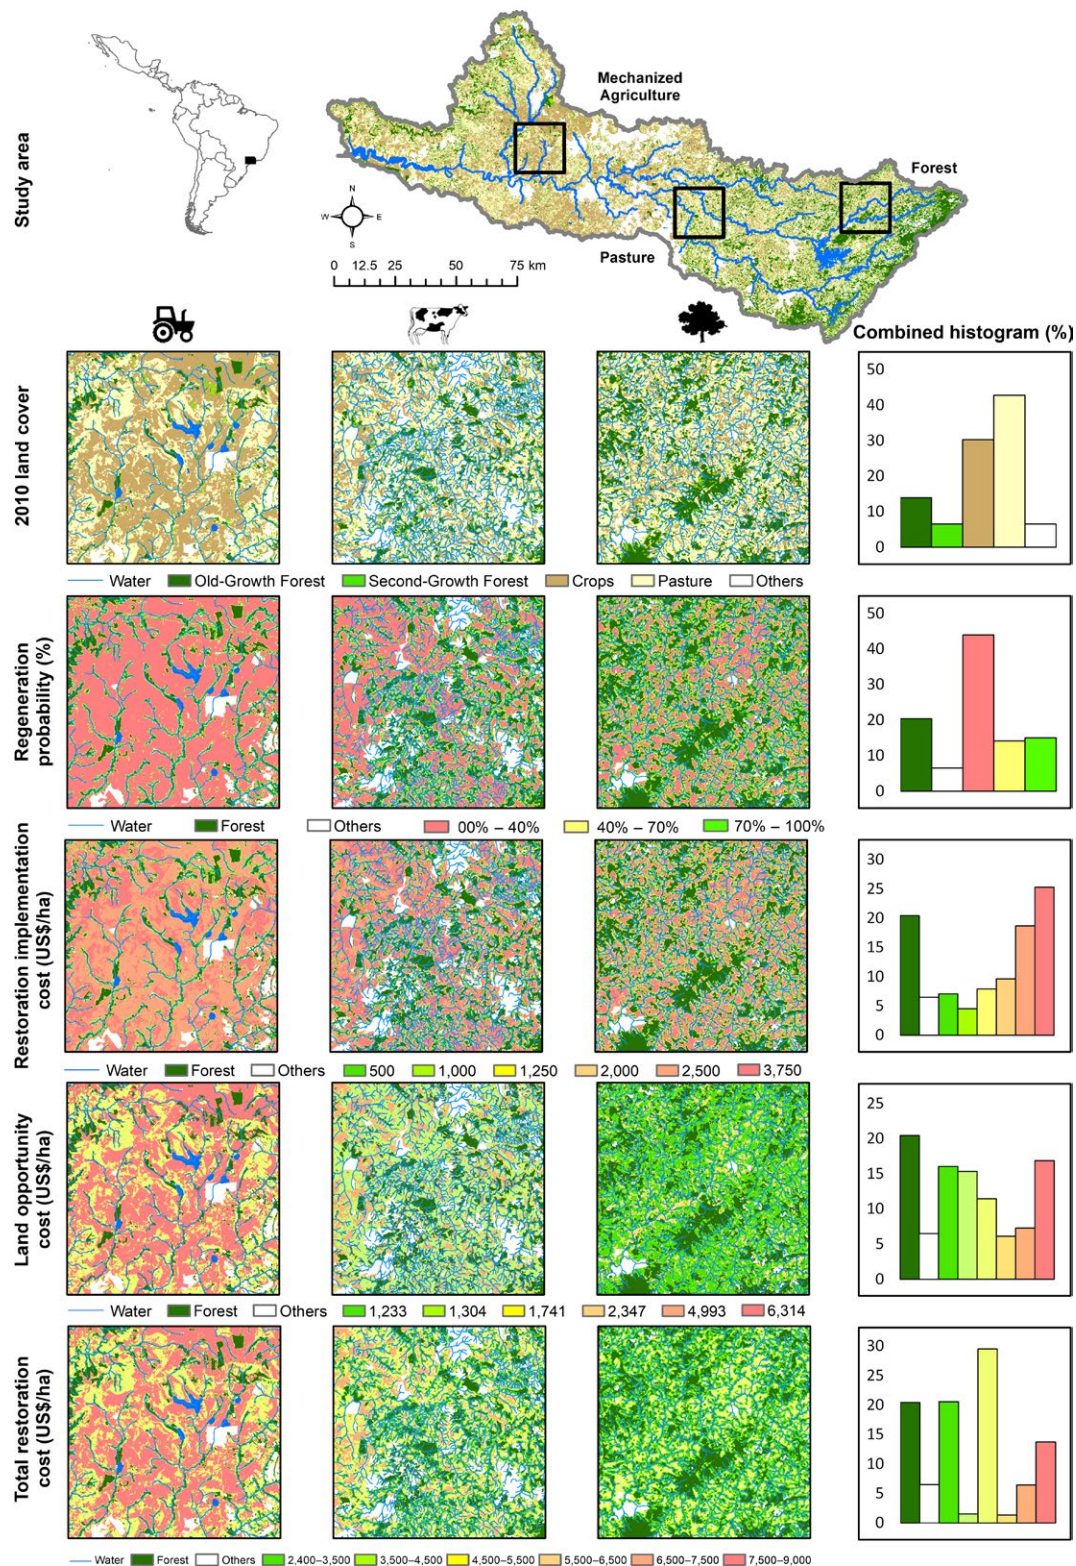 Study area
Mechanized
Agriculture
Forest
Pasture
N
W E
S
0 12.5 25 50 75 km
Combined histogram (%)
2010 land cover
50
40
30
20
10
0
Water Old-Growth Forest Second-Growth Forest Crops Pasture Others
Regeneration
probability (%)
50
40
30
20
10
0
Water Forest Others 00% – 40% 40% – 70% 70% – 100%
Restoration implementation
cost (US$/ha)
30
25
20
15
10
5
0
Water Forest Others 500 1,000 1,250 2,000 2,500 3,750
Land opportunity
cost (US$/ha)
25
20
15
10
5
0
Water Forest Others 1,233 1,304 1,741 2,347 4,993 6,314
Total restoration
cost (US$/ha)
30
25
20
15
10
5
0
Water Forest Others 2,400–3,500 3,500–4,500 4,500–5,500 5,500–6,500 6,500–7,500 7,500–9,000